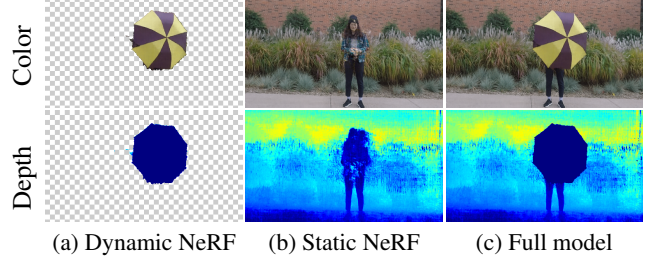 Color
Depth
(a) Dynamic NeRF
(b) Static NeRF
(c) Full model